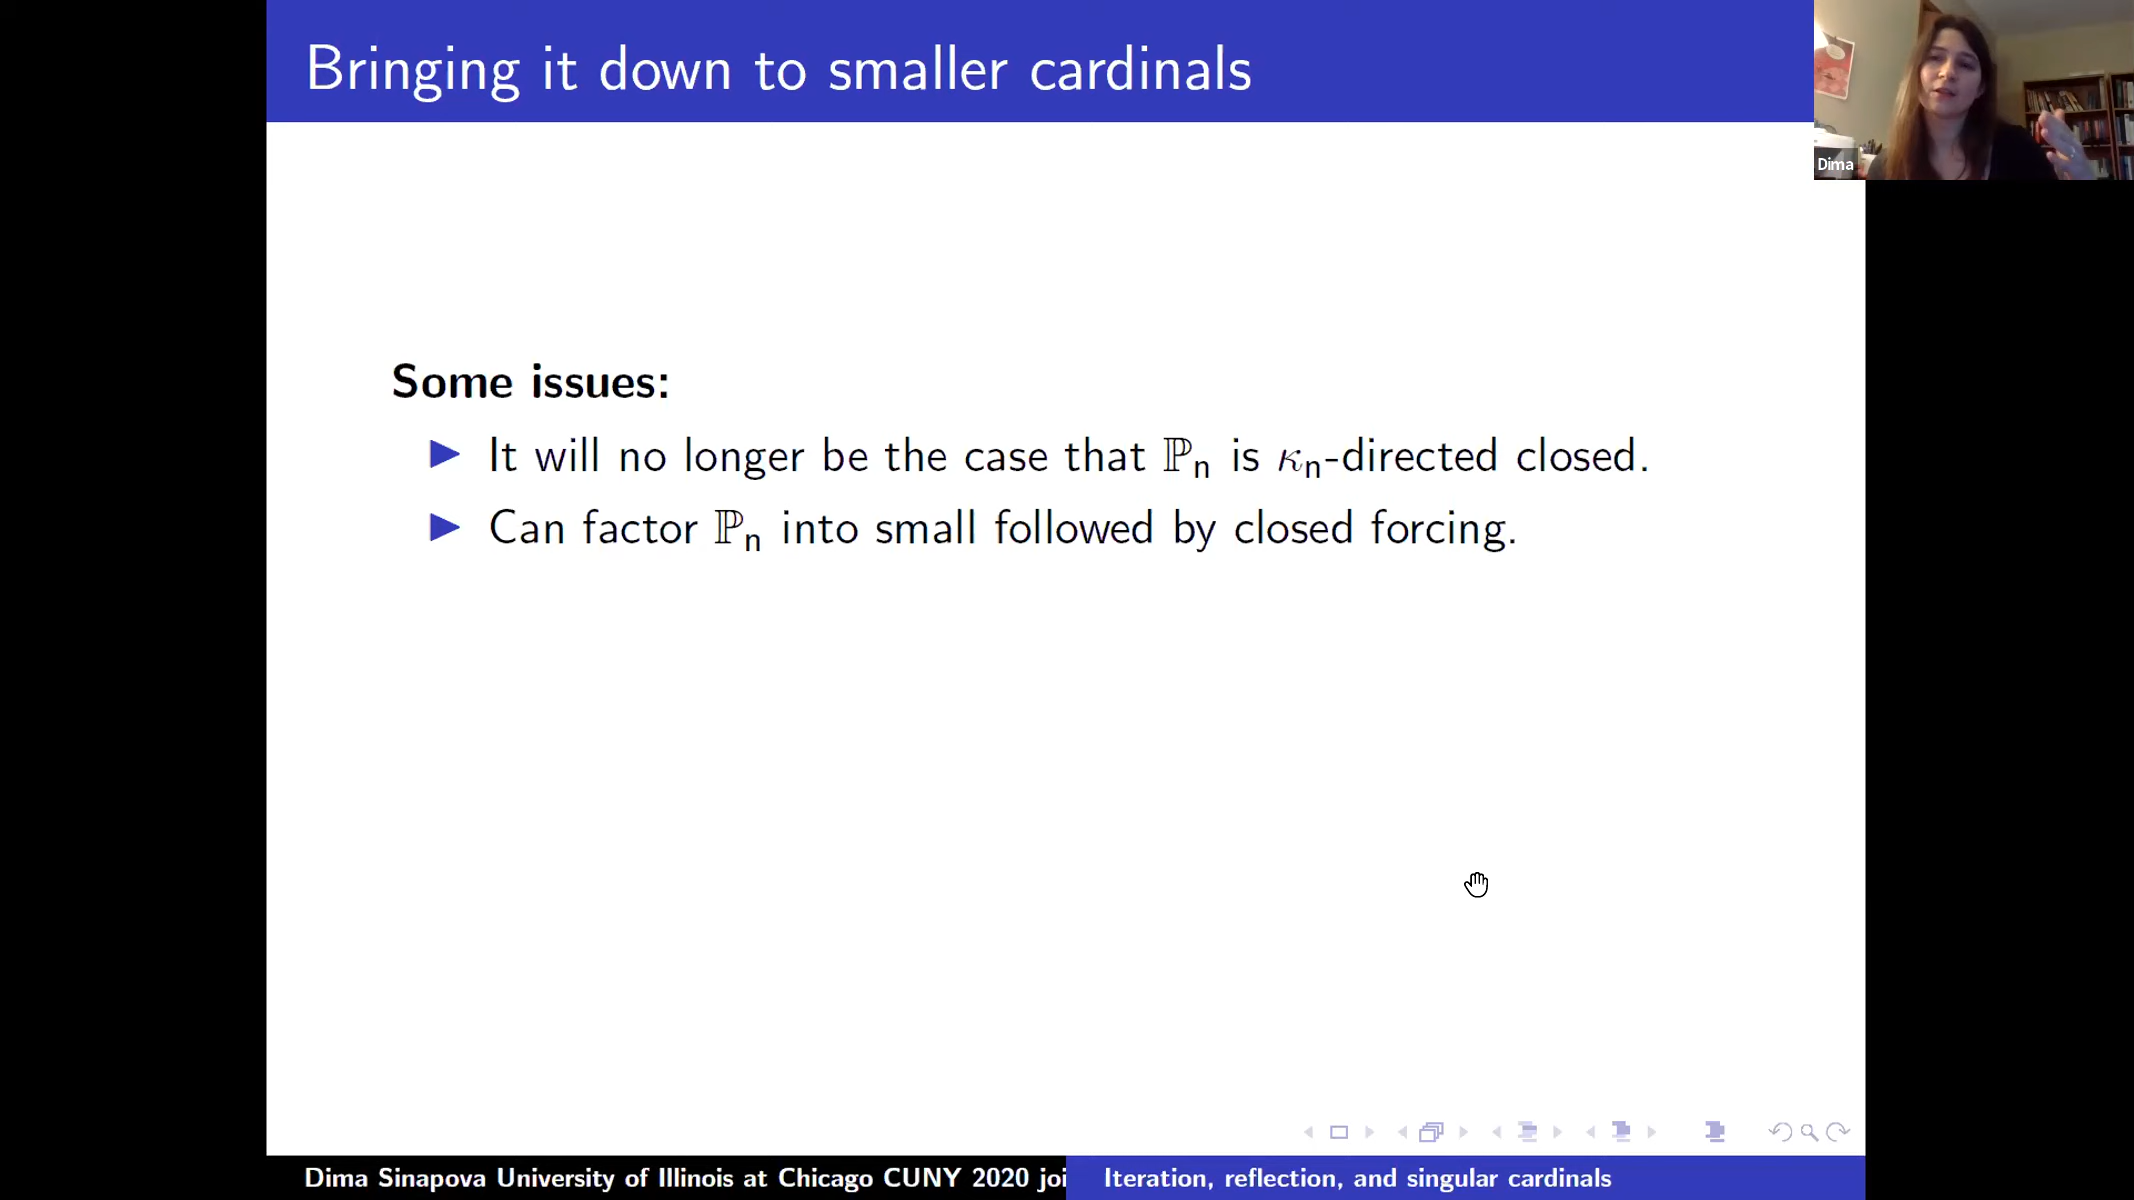 Bringing it down to smaller cardinals
Dima
Some issues:
▶ It will no longer be the case that ℙₙ is κₙ-directed closed.
▶ Can factor ℙₙ into small followed by closed forcing.
Dima Sinapova University of Illinois at Chicago CUNY 2020 joi
Iteration, reflection, and singular cardinals